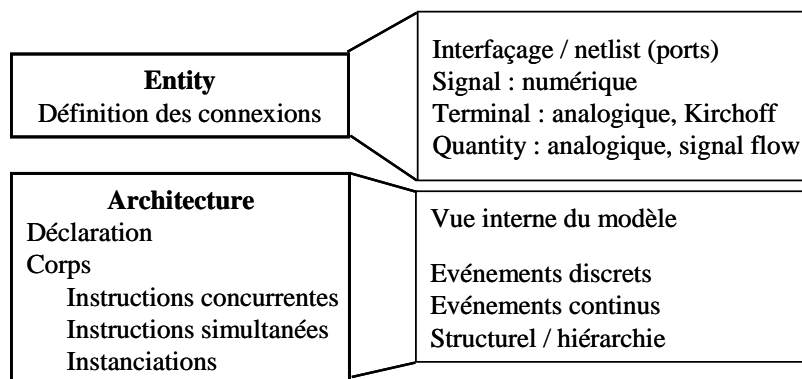 Entity
Définition des connexions
Interfaçage / netlist (ports)
Signal : numérique
Terminal : analogique, Kirchoff
Quantity : analogique, signal flow
Architecture
Déclaration
Corps
Instructions concurrentes
Instructions simultanées
Instanciations
Vue interne du modèle
Evénements discrets
Evénements continus
Structurel / hiérarchie